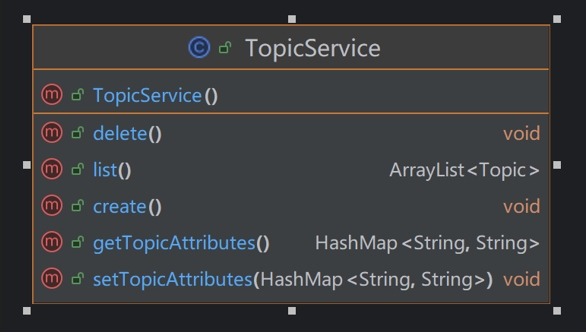 C TopicService
m TopicService()
m delete() void
m list() ArrayList<Topic>
m create() void
m getTopicAttributes() HashMap<String, String>
m setTopicAttributes(HashMap<String, String>) void